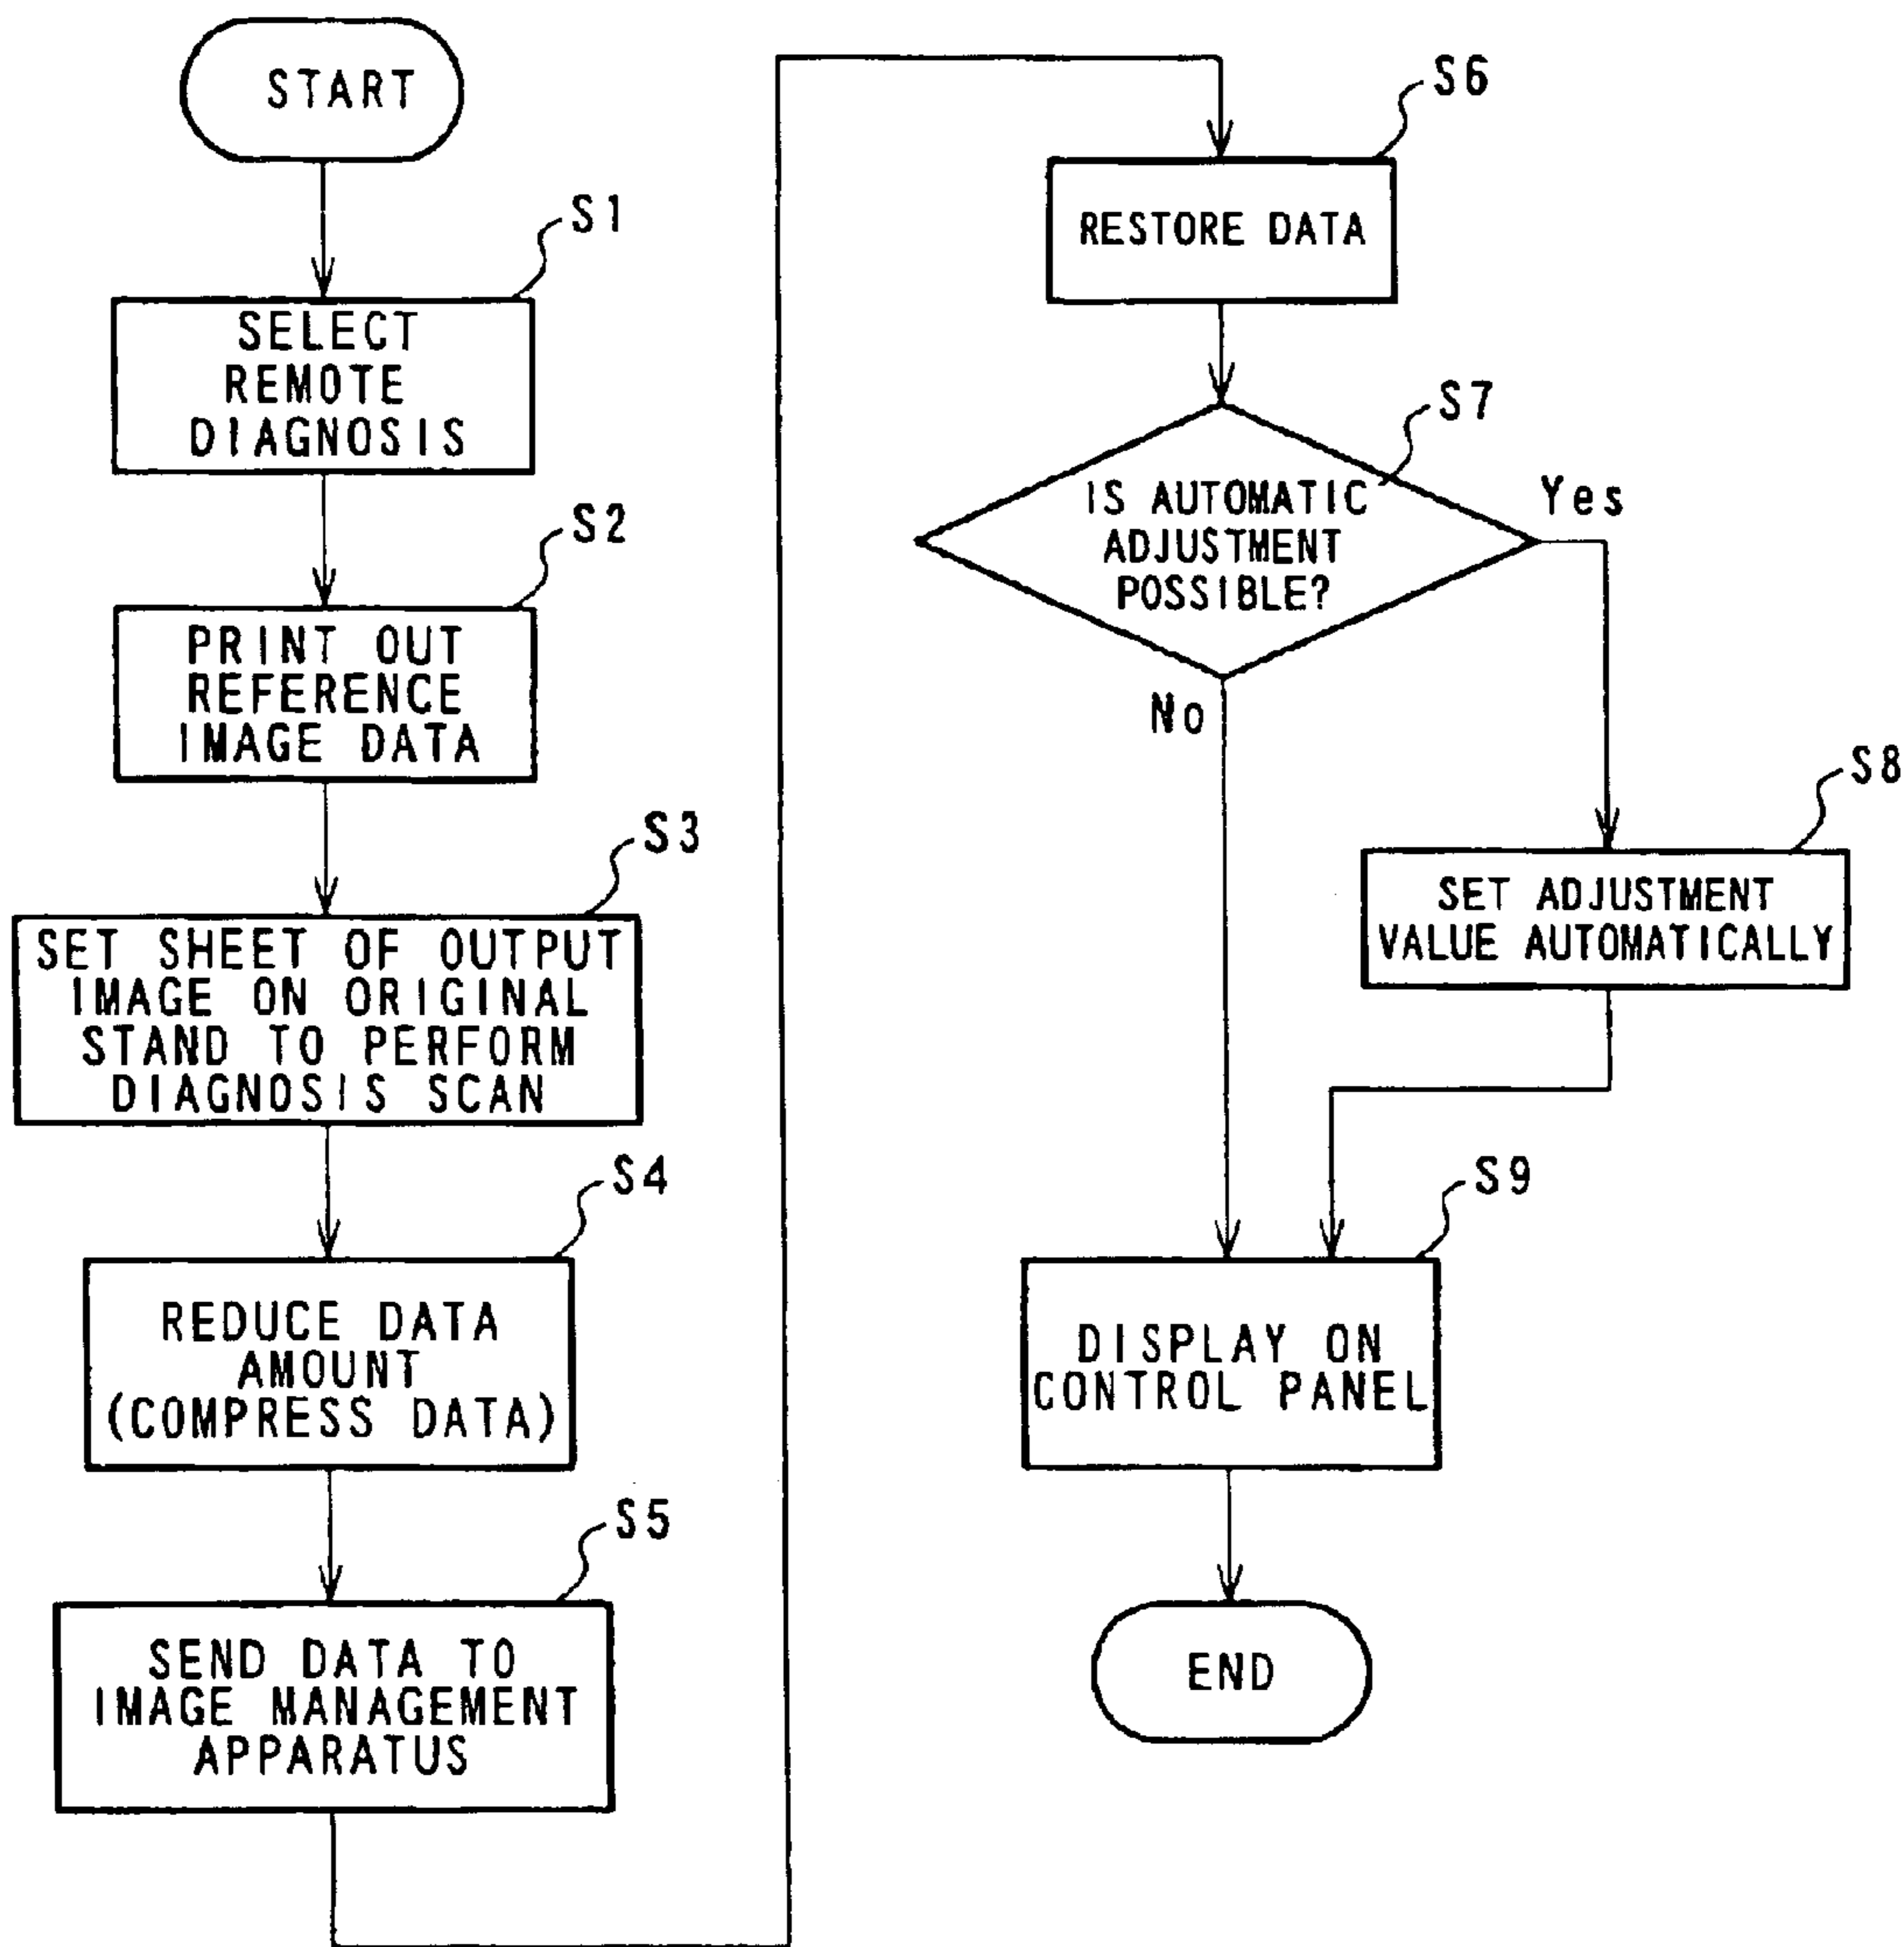 START
S1
SELECT
REMOTE
DIAGNOSIS
S2
PRINT OUT
REFERENCE
IMAGE DATA
S3
SET SHEET OF OUTPUT
IMAGE ON ORIGINAL
STAND TO PERFORM
DIAGNOSIS SCAN
S4
REDUCE DATA
AMOUNT
(COMPRESS DATA)
S5
SEND DATA TO
IMAGE MANAGEMENT
APPARATUS
S6
RESTORE DATA
S7
IS AUTOMATIC
ADJUSTMENT
POSSIBLE?
Yes
No
S8
SET ADJUSTMENT
VALUE AUTOMATICALLY
S9
DISPLAY ON
CONTROL PANEL
END